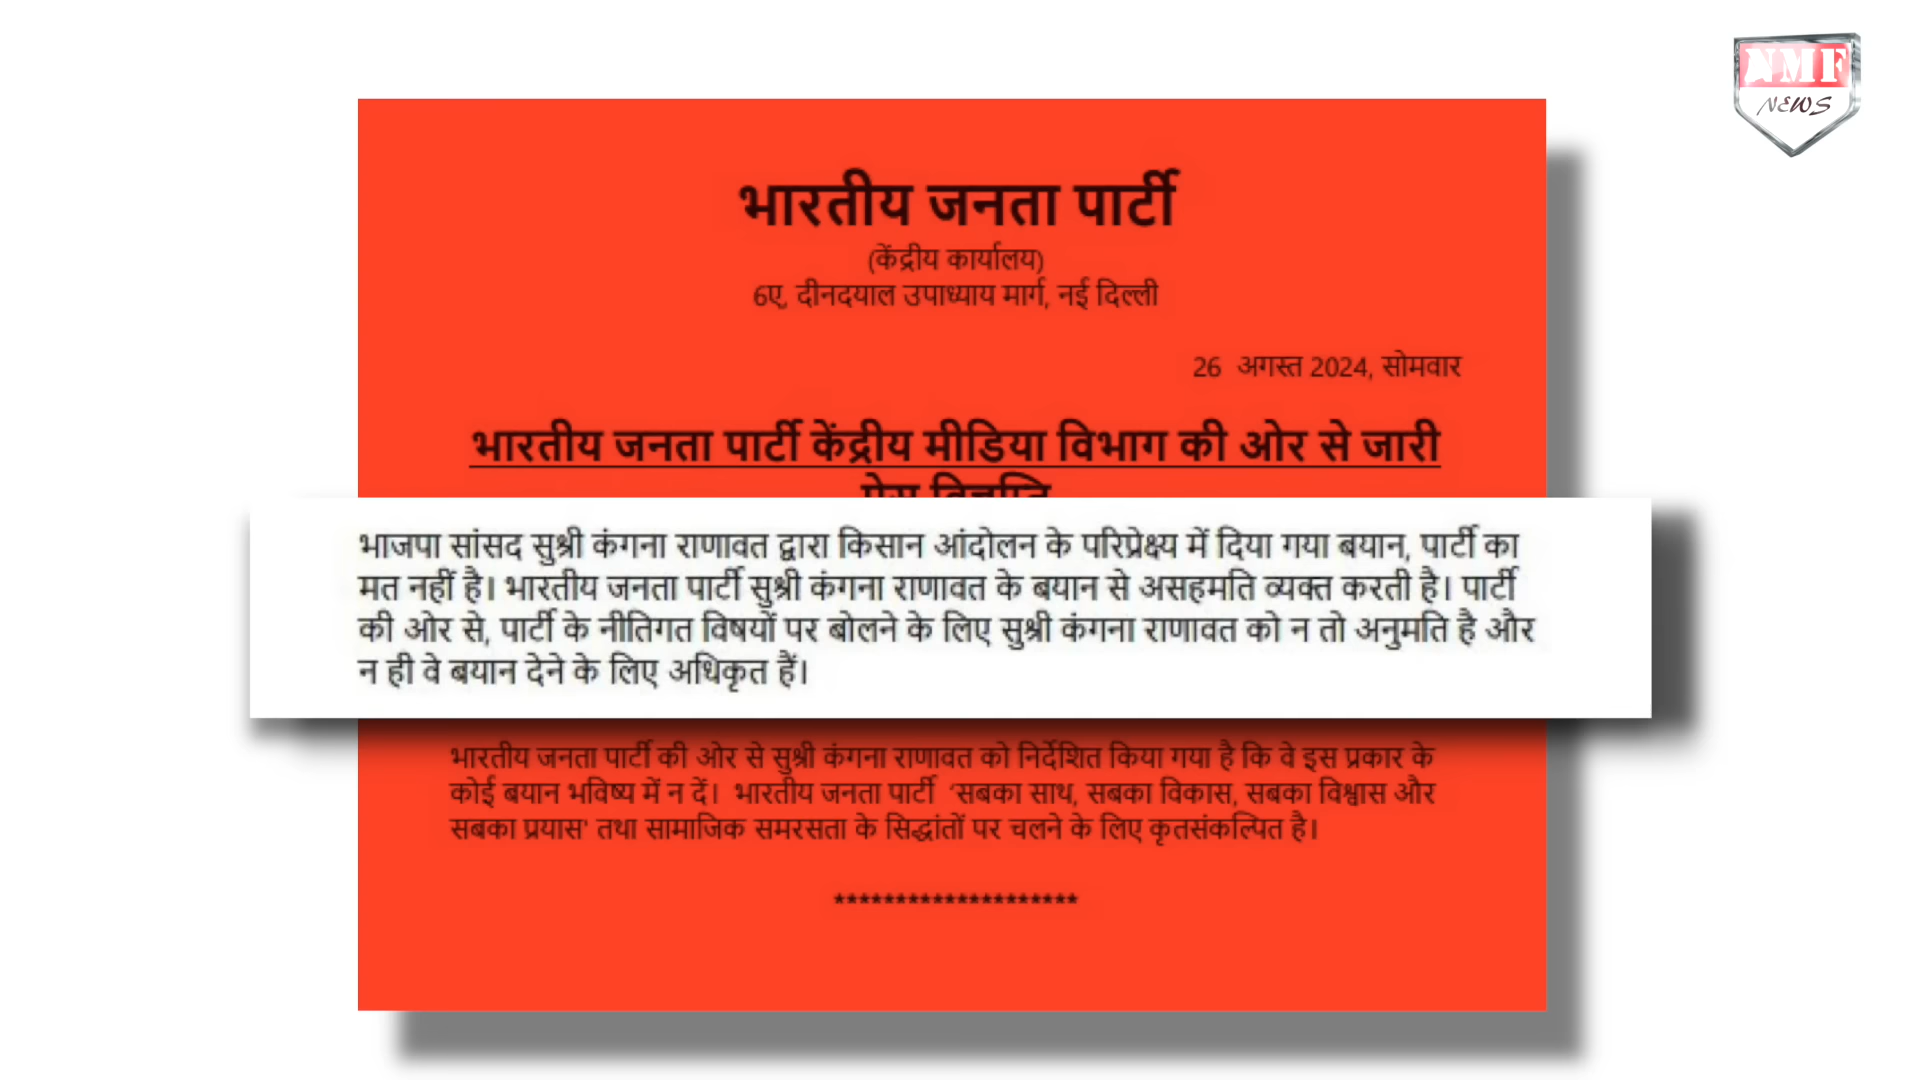 NMF
NEWS
भारतीय जनता पार्टी
(केंद्रीय कार्यालय)
6ए, दीनदयाल उपाध्याय मार्ग, नई दिल्ली
26 अगस्त 2024, सोमवार
भारतीय जनता पार्टी केंद्रीय मीडिया विभाग की ओर से जारी
भाजपा सांसद सुश्री कंगना राणावत द्वारा किसान आंदोलन के परिप्रेक्ष्य में दिया गया बयान, पार्टी का
मत नहीं है। भारतीय जनता पार्टी सुश्री कंगना राणावत के बयान से असहमति व्यक्त करती है। पार्टी
की ओर से, पार्टी के नीतिगत विषयों पर बोलने के लिए सुश्री कंगना राणावत को न तो अनुमति है और
न ही वे बयान देने के लिए अधिकृत हैं।
भारतीय जनता पार्टी की ओर से सुश्री कंगना राणावत को निर्देशित किया गया है कि वे इस प्रकार के
कोई बयान भविष्य में न दें। भारतीय जनता पार्टी ‘सबका साथ, सबका विकास, सबका विश्वास और
सबका प्रयास' तथा सामाजिक समरसता के सिद्धांतों पर चलने के लिए कृतसंकल्पित है।
********************